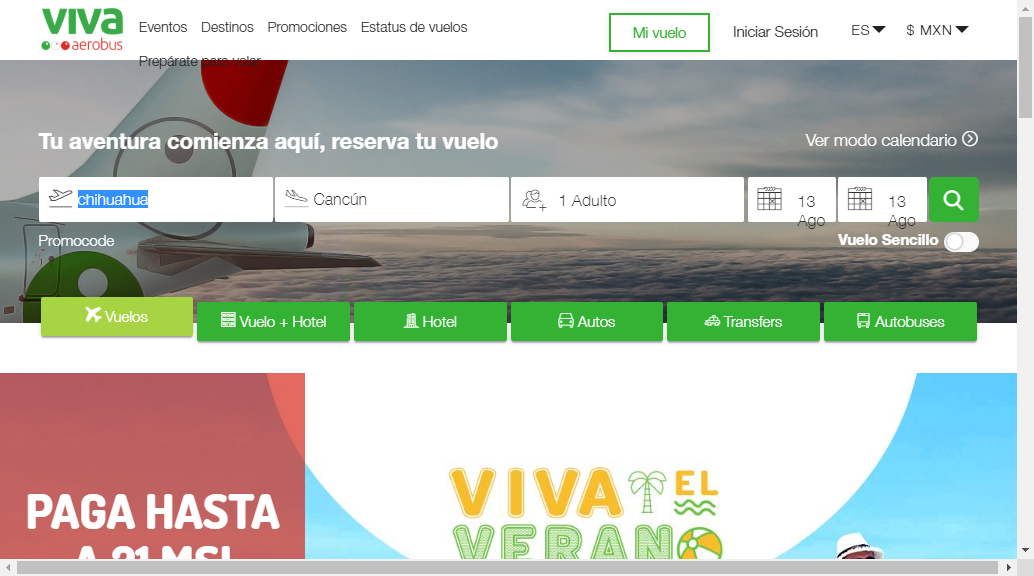 viva
aerobus
Eventos Destinos Promociones Estatus de vuelos
Prepárate para volar
Mi vuelo
Iniciar Sesión
ES
$ MXN
Tu aventura comienza aquí, reserva tu vuelo
Ver modo calendario
chihuahua
Cancún
1 Adulto
13
Ago
13
Ago
Promocode
Vuelo Sencillo
Vuelos
Vuelo + Hotel
Hotel
Autos
Transfers
Autobuses
PAGA HASTA
A 21 MSI
VIVA EL
VERANO